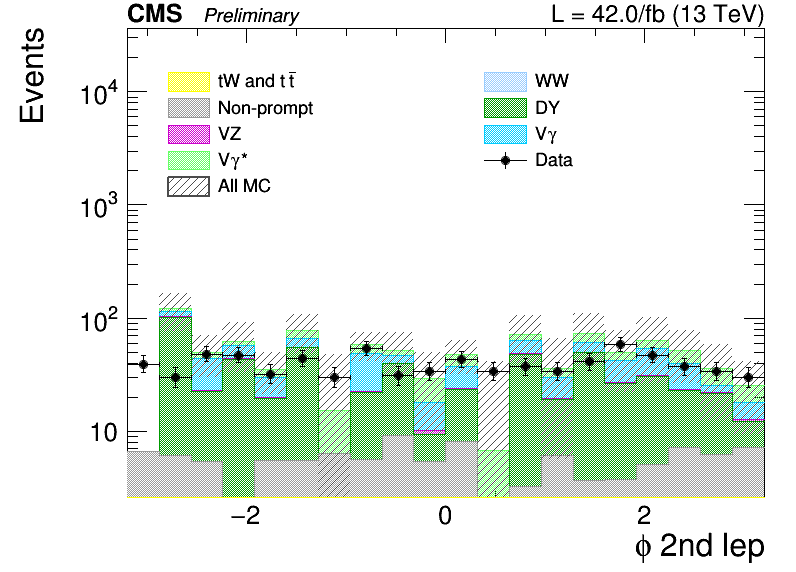 CMS Preliminary L = 42.0/fb (13 TeV)
Events
tW and t t̄
Non-prompt
VZ
Vγ*
All MC
WW
DY
Vγ
Data
10⁴
10³
10²
10
−2 0 2
ϕ 2nd lep